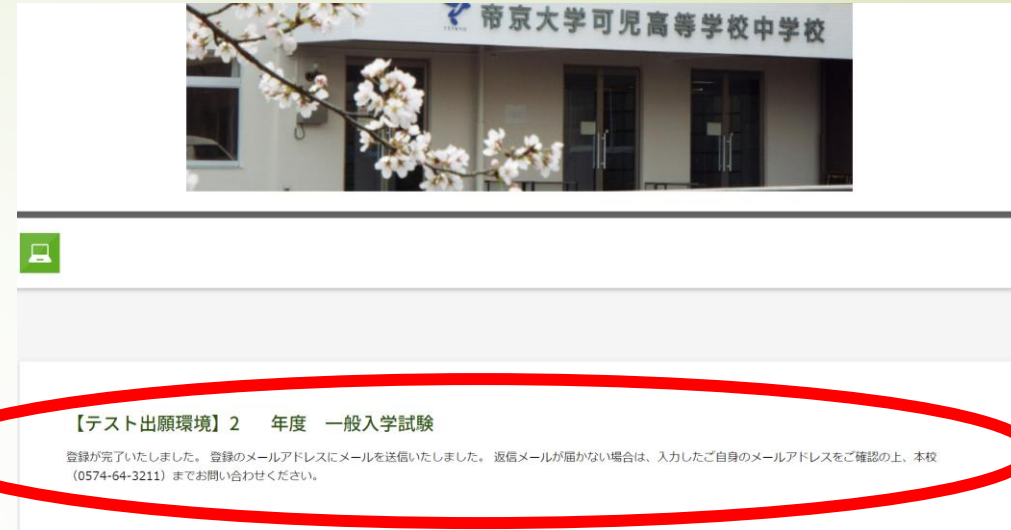 帝京大学可児高等学校中学校
【テスト出願環境】2 年度 一般入学試験
登録が完了いたしました。 登録のメールアドレスにメールを送信いたしました。 返信メールが届かない場合は、入力したご自身のメールアドレスをご確認の上、本校
(0574-64-3211)までお問い合わせください。